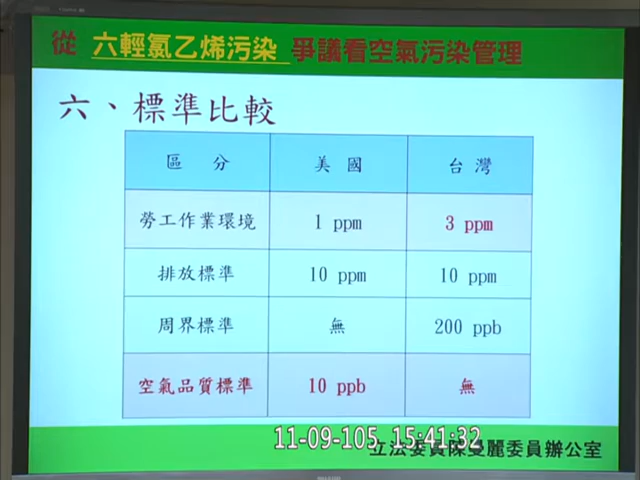 從 六輕氯乙烯污染 爭議看空氣污染管理
六、標準比較
區 分 美 國 台 灣
勞工作業環境 1 ppm 3 ppm
排放標準 10 ppm 10 ppm
周界標準 無 200 ppb
空氣品質標準 10 ppb 無
11-09-105 15:41:32
立法委員陳曼麗委員辦公室